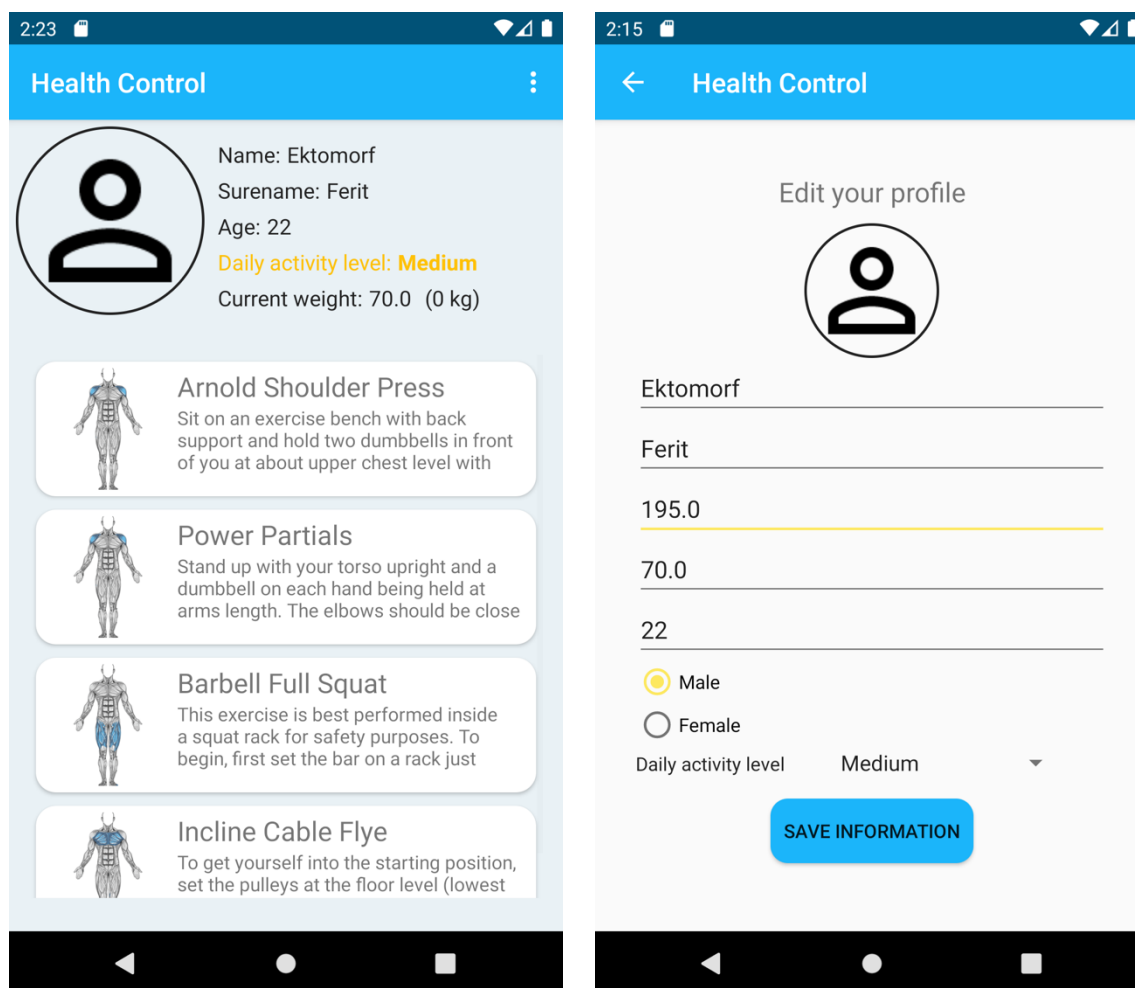 2:23
Health Control
Name: Ektomorf
Surename: Ferit
Age: 22
Daily activity level: Medium
Current weight: 70.0 (0 kg)
Arnold Shoulder Press
Sit on an exercise bench with back
support and hold two dumbbells in front
of you at about upper chest level with
Power Partials
Stand up with your torso upright and a
dumbbell on each hand being held at
arms length. The elbows should be close
Barbell Full Squat
This exercise is best performed inside
a squat rack for safety purposes. To
begin, first set the bar on a rack just
Incline Cable Flye
To get yourself into the starting position,
set the pulleys at the floor level (lowest
2:15
Health Control
Edit your profile
Ektomorf
Ferit
195.0
70.0
22
Male
Female
Daily activity level Medium
SAVE INFORMATION